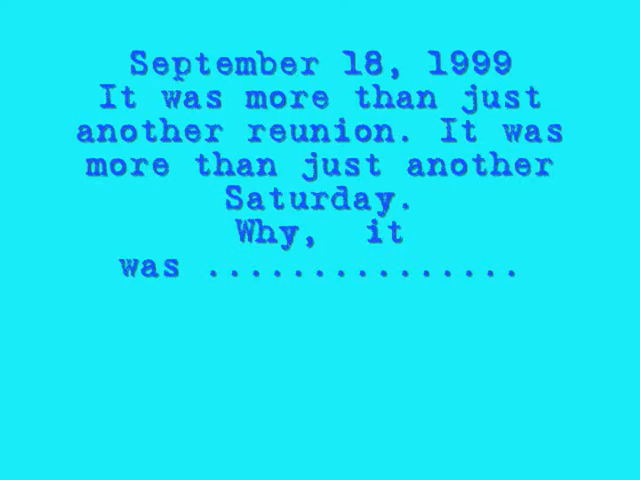 September 18, 1999
It was more than just
another reunion. It was
more than just another
Saturday.
Why, it
was ...............